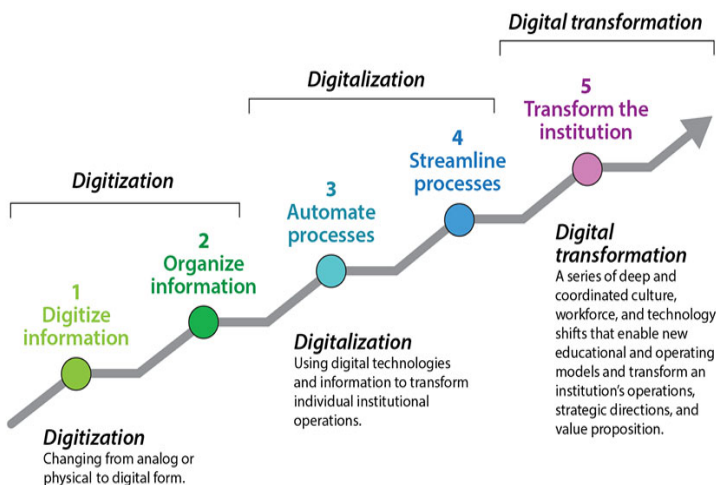 Digital transformation
Digitalization
Digitization
1
Digitize
information
2
Organize
information
3
Automate
processes
4
Streamline
processes
5
Transform the
institution
Digitization
Changing from analog or
physical to digital form.
Digitalization
Using digital technologies
and information to transform
individual institutional
operations.
Digital
transformation
A series of deep and
coordinated culture,
workforce, and technology
shifts that enable new
educational and operating
models and transform an
institution's operations,
strategic directions, and
value proposition.